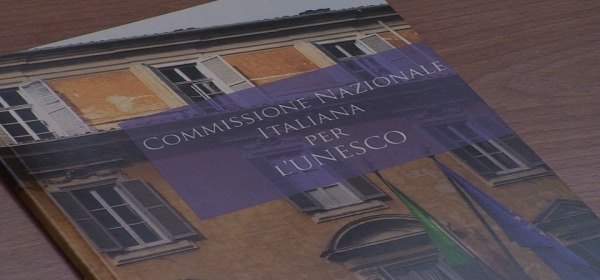 COMMISSIONE NAZIONALE
ITALIANA
PER
L'UNESCO